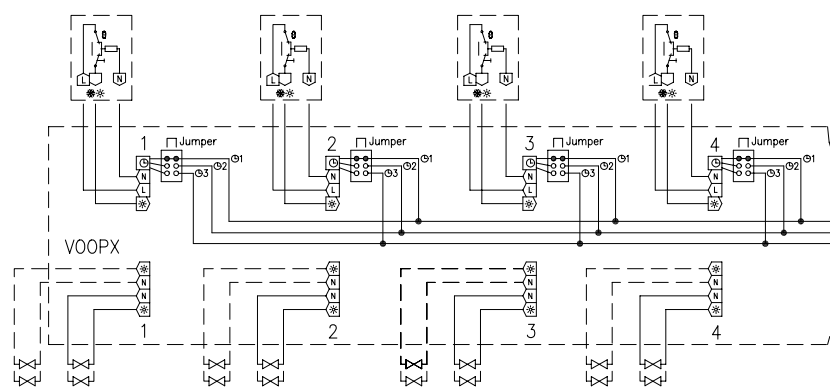 L N
L N
L N
L N
1 Jumper
2 Jumper
3 Jumper
4 Jumper
1 1 1 1
2 2 2
3 3 3 3
N N N N
L L L L
VOOPX
N N N N
N N N N
1 2 3 4